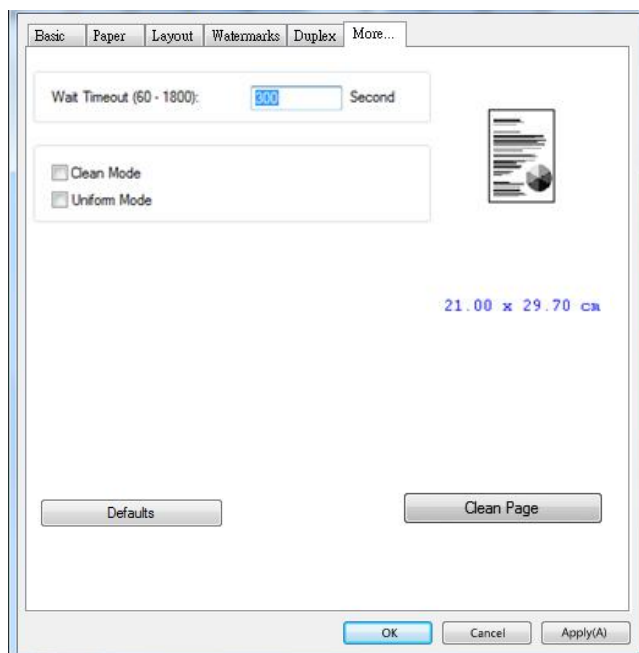 Basic Paper Layout Watermarks Duplex More...
Wait Timeout (60 - 1800): 300 Second
Clean Mode
Uniform Mode
21.00 x 29.70 cm
Defaults Clean Page
OK Cancel Apply(A)